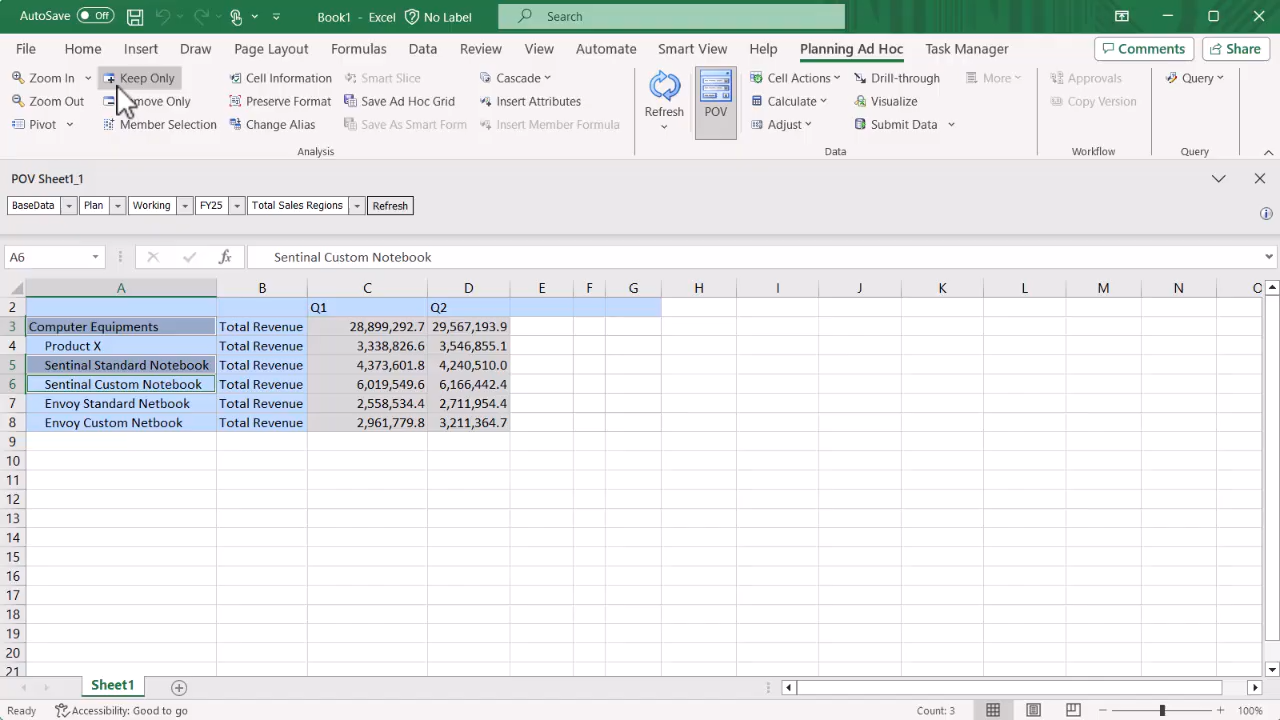 AutoSave Off Book1 - Excel No Label Search
File Home Insert Draw Page Layout Formulas Data Review View Automate Smart View Help Planning Ad Hoc Task Manager Comments Share
Zoom In Keep Only Cell Information Smart Slice Cascade Cell Actions Drill-through More Approvals Query
Zoom Out move Only Preserve Format Save Ad Hoc Grid Insert Attributes Refresh POV Calculate Visualize Copy Version
Pivot Member Selection Change Alias Save As Smart Form Insert Member Formula Adjust Submit Data
Analysis Data Workflow Query
POV Sheet1_1
BaseData Plan Working FY25 Total Sales Regions Refresh
A6 fx Sentinal Custom Notebook
A B C D E F G H I J K L M N O
2 Q1 Q2
3 Computer Equipments Total Revenue 28,899,292.7 29,567,193.9
4 Product X Total Revenue 3,338,826.6 3,546,855.1
5 Sentinal Standard Notebook Total Revenue 4,373,601.8 4,240,510.0
6 Sentinal Custom Notebook Total Revenue 6,019,549.6 6,166,442.4
7 Envoy Standard Netbook Total Revenue 2,558,534.4 2,711,954.4
8 Envoy Custom Netbook Total Revenue 2,961,779.8 3,211,364.7
9
10
11
12
13
14
15
16
17
18
19
20
21
Sheet1
Ready Accessibility: Good to go Count: 3 100%